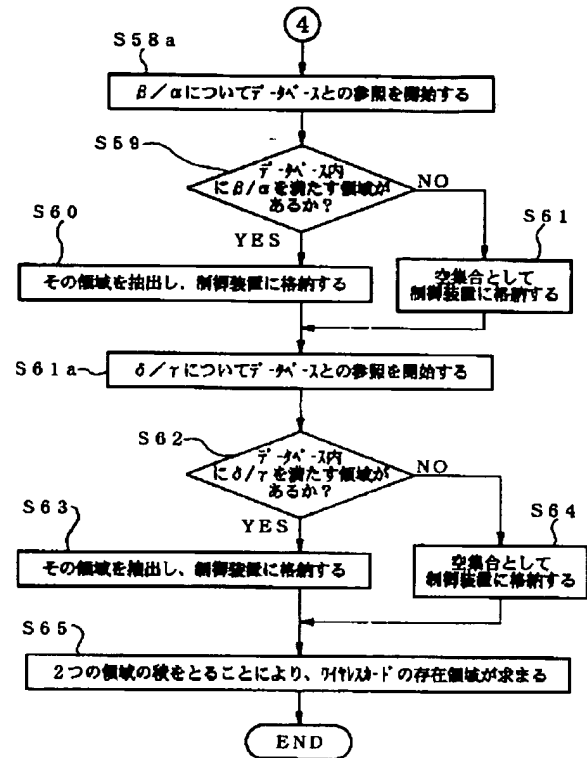 ④
S58a
β/αについてデータベースとの参照を開始する
S59
データベース内
にβ/αを満たす領域が
あるか?
NO
YES
S60
その領域を抽出し、制御装置に格納する
S61
空集合として
制御装置に格納する
S61a
δ/γについてデータベースとの参照を開始する
S62
データベース内
にδ/γを満たす領域が
あるか?
NO
YES
S63
その領域を抽出し、制御装置に格納する
S64
空集合として
制御装置に格納する
S65
2つの領域の積をとることにより、ワイヤレスカードの存在領域が求まる
END